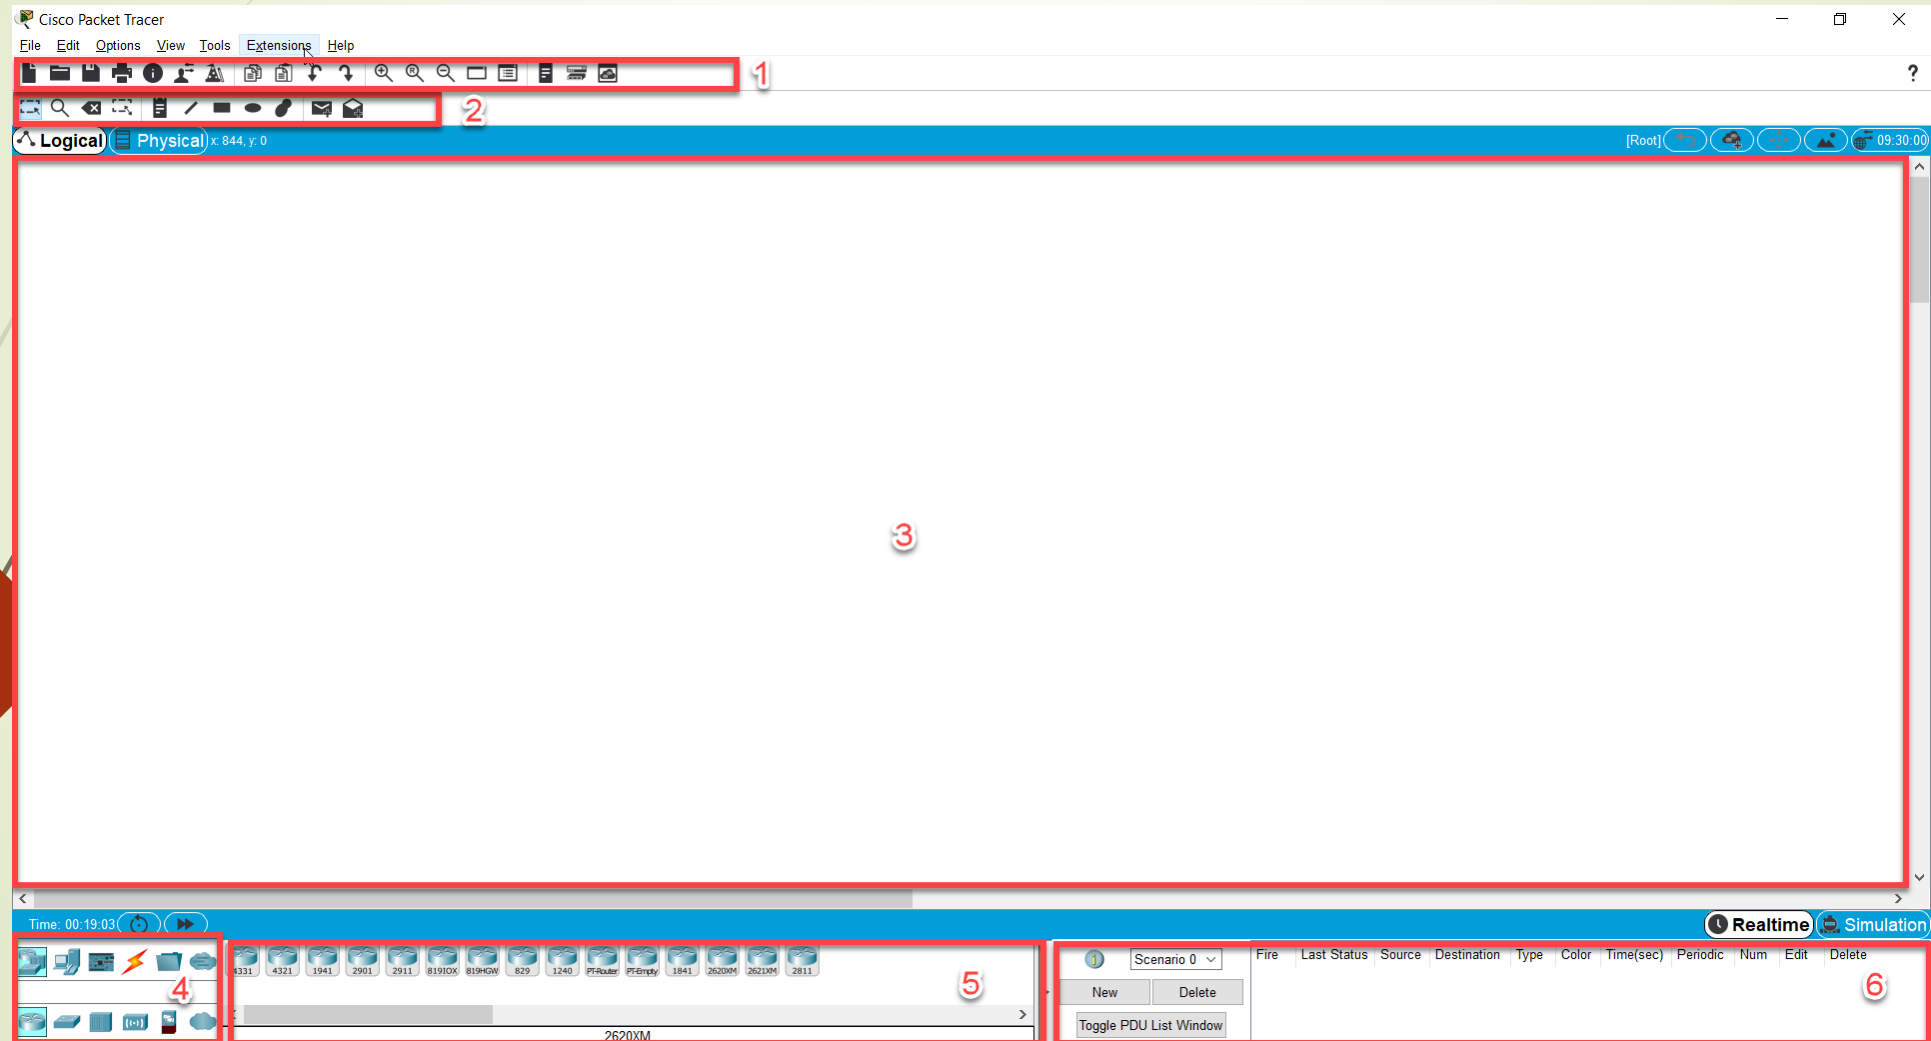 Cisco Packet Tracer
File Edit Options View Tools Extensions Help
1
?
2
Logical Physical x: 844, y: 0 [Root] 09:30:00
3
Time: 00:19:03 Realtime Simulation
4331 4321 1941 2901 2911 819IOX 819HGW 829 1240 PT-Router PT-Empty 1841 2620XM 2621XM 2811
Scenario 0 Fire Last Status Source Destination Type Color Time(sec) Periodic Num Edit Delete
4
5
6
New Delete
Toggle PDU List Window
2620XM